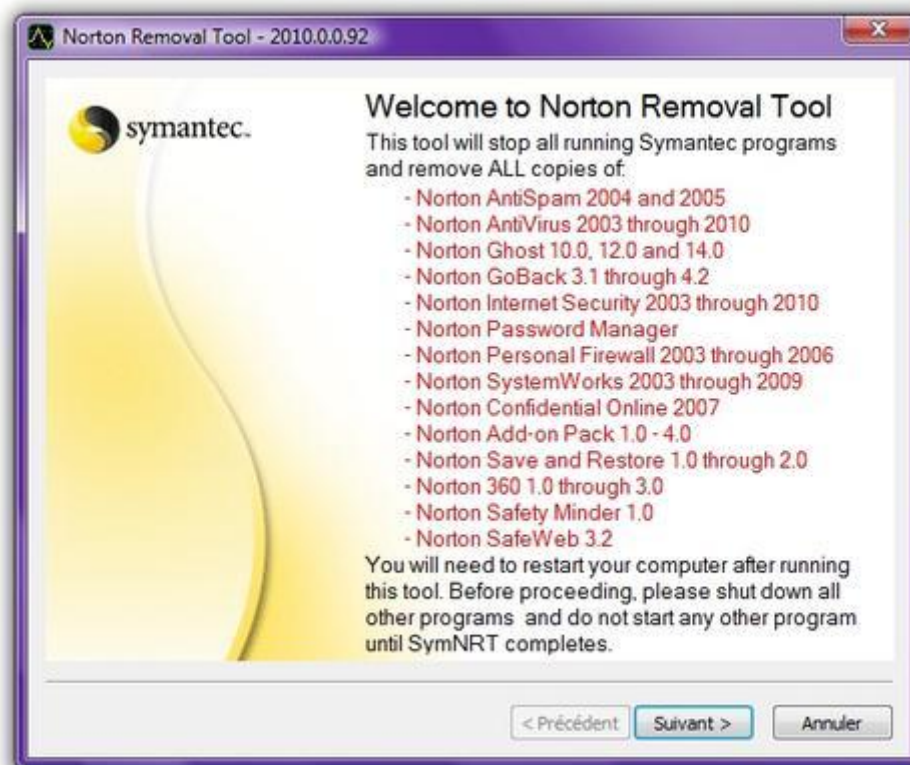 Norton Removal Tool - 2010.0.0.92
symantec.
Welcome to Norton Removal Tool
This tool will stop all running Symantec programs
and remove ALL copies of:
- Norton AntiSpam 2004 and 2005
- Norton AntiVirus 2003 through 2010
- Norton Ghost 10.0, 12.0 and 14.0
- Norton GoBack 3.1 through 4.2
- Norton Internet Security 2003 through 2010
- Norton Password Manager
- Norton Personal Firewall 2003 through 2006
- Norton SystemWorks 2003 through 2009
- Norton Confidential Online 2007
- Norton Add-on Pack 1.0 - 4.0
- Norton Save and Restore 1.0 through 2.0
- Norton 360 1.0 through 3.0
- Norton Safety Minder 1.0
- Norton SafeWeb 3.2
You will need to restart your computer after running
this tool. Before proceeding, please shut down all
other programs and do not start any other program
until SymNRT completes.
< Précédent Suivant > Annuler